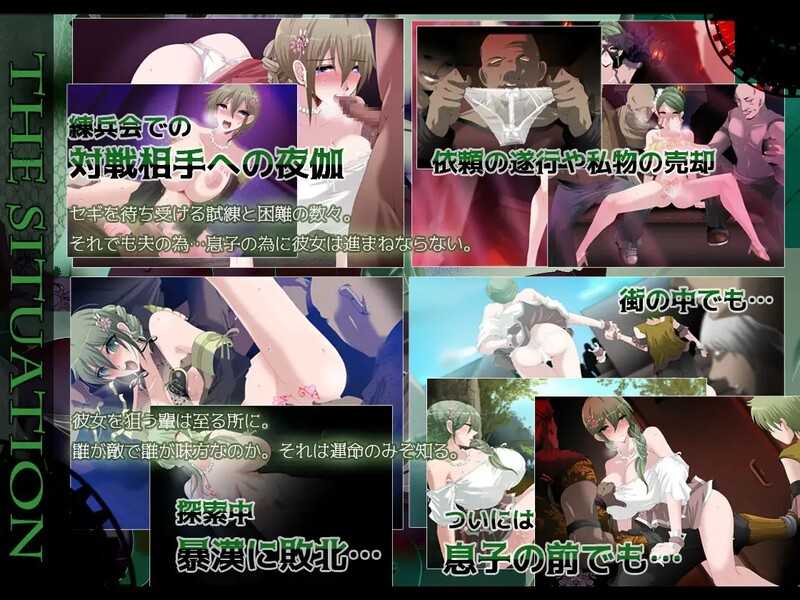 THE SITUATION
練兵会での
対戦相手への夜伽
セギを待ち受ける試練と困難の数々。
それでも夫の為…息子の為に彼女は進まねならない。
依頼の遂行や私物の売却
街の中でも…
彼女を狙う輩は至る所に。
誰が敵で誰が味方なのか。それは運命のみぞ知る。
探索中
暴漢に敗北…
ついには
息子の前でも…